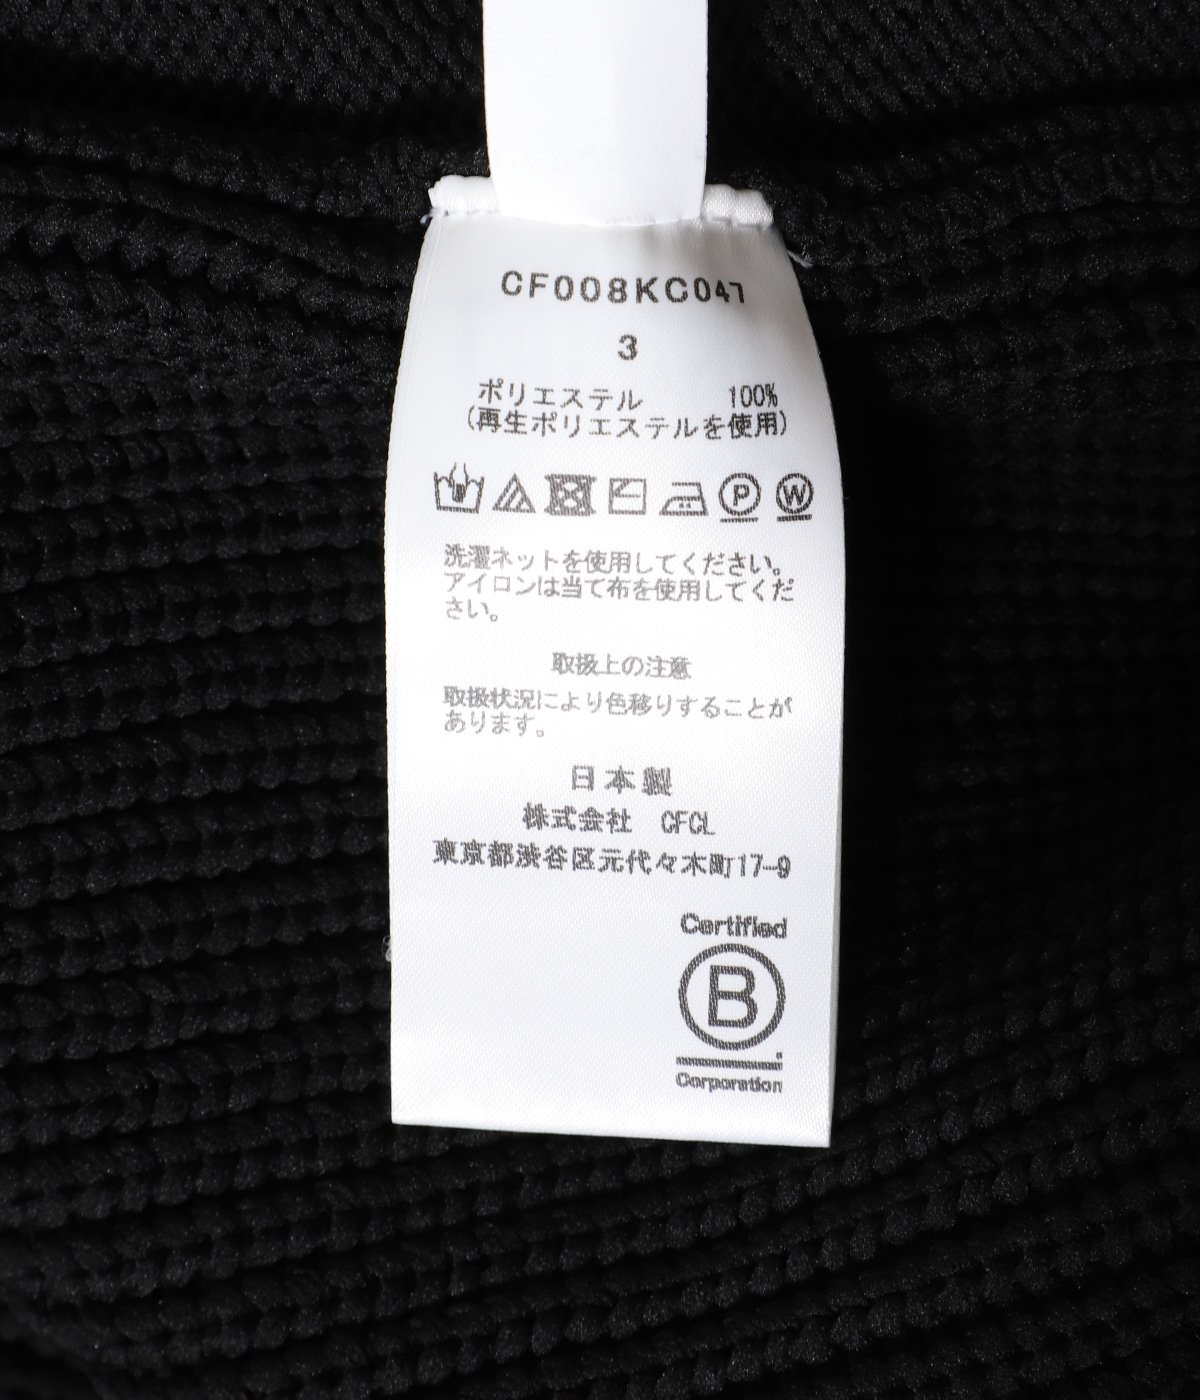 CF008KC047
3
ポリエステル 100%
(再生ポリエステルを使用)
P W
洗濯ネットを使用してください。
アイロンは当て布を使用してくだ
さい。
取扱上の注意
取扱状況により色移りすることが
あります。
日本製
株式会社 CFCL
東京都渋谷区元代々木町17-9
Certified
B
Corporation